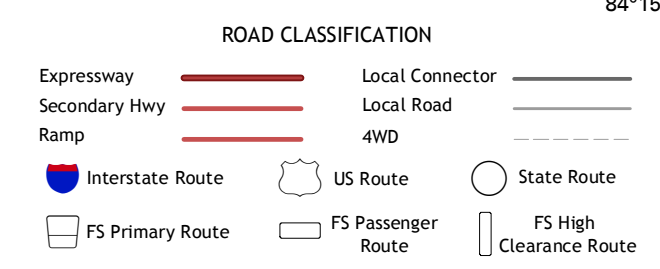 84°15
ROAD CLASSIFICATION
Expressway
Local Connector
Secondary Hwy
Local Road
Ramp
4WD
Interstate Route
US Route
State Route
FS Primary Route
FS Passenger
Route
FS High
Clearance Route